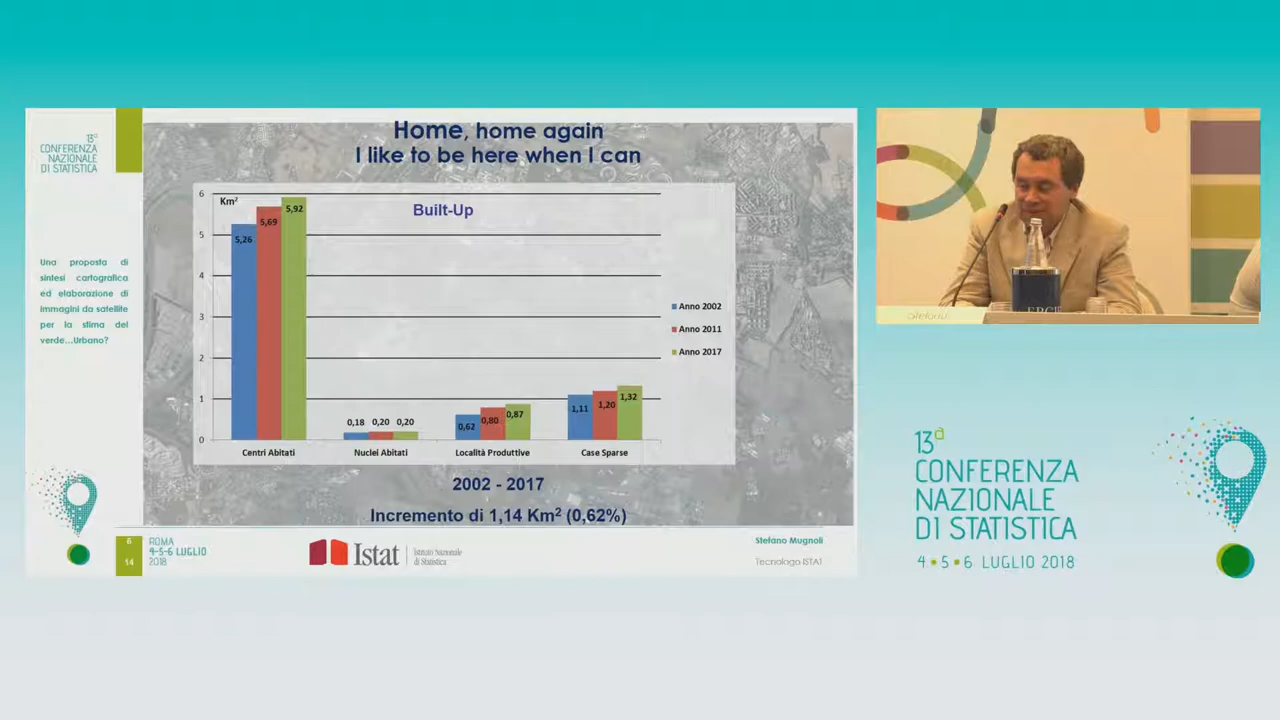 13ª
CONFERENZA
NAZIONALE
DI STATISTICA
Una proposta di
sintesi cartografica
ed elaborazione di
immagini da satellite
per la stima del
verde...Urbano?
Home, home again
I like to be here when I can
Km²
Built-Up
6
5
4
3
2
1
0
5,26
5,69
5,92
0,18
0,20
0,20
0,62
0,80
0,87
1,11
1,20
1,32
Centri Abitati
Nuclei Abitati
Località Produttive
Case Sparse
Anno 2002
Anno 2011
Anno 2017
2002 - 2017
Incremento di 1,14 Km² (0,62%)
6
14
ROMA
4-5-6 LUGLIO
2018
Istat
Istituto Nazionale
di Statistica
Stefano Mugnoli
Tecnologo ISTAT
Stefano
13ª
CONFERENZA
NAZIONALE
DI STATISTICA
4 • 5 • 6 LUGLIO 2018